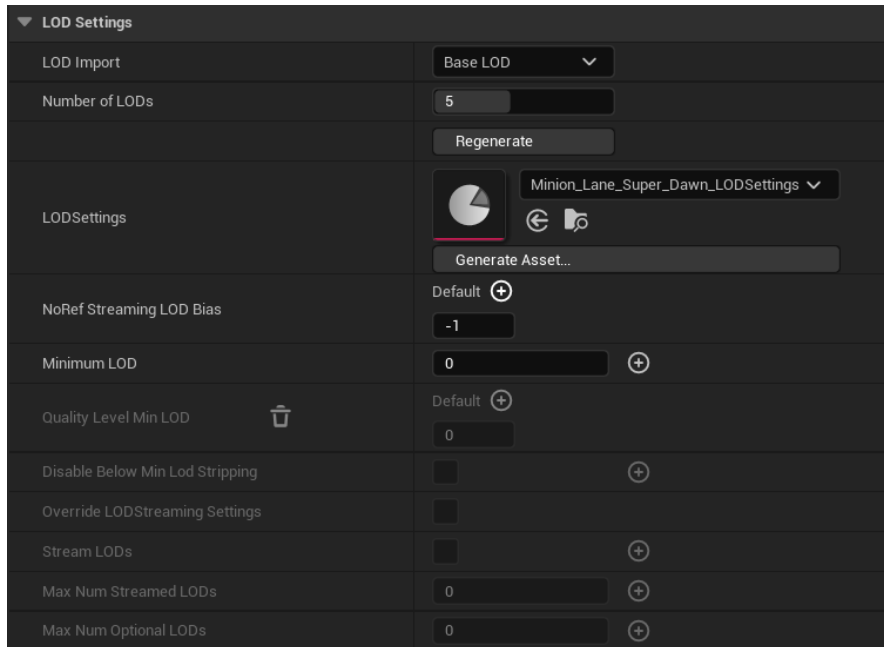 LOD Settings
LOD Import
Base LOD
Number of LODs
5
Regenerate
LODSettings
Minion_Lane_Super_Dawn_LODSettings
Generate Asset...
NoRef Streaming LOD Bias
Default
-1
Minimum LOD
0
Quality Level Min LOD
Default
0
Disable Below Min Lod Stripping
Override LODStreaming Settings
Stream LODs
Max Num Streamed LODs
0
Max Num Optional LODs
0